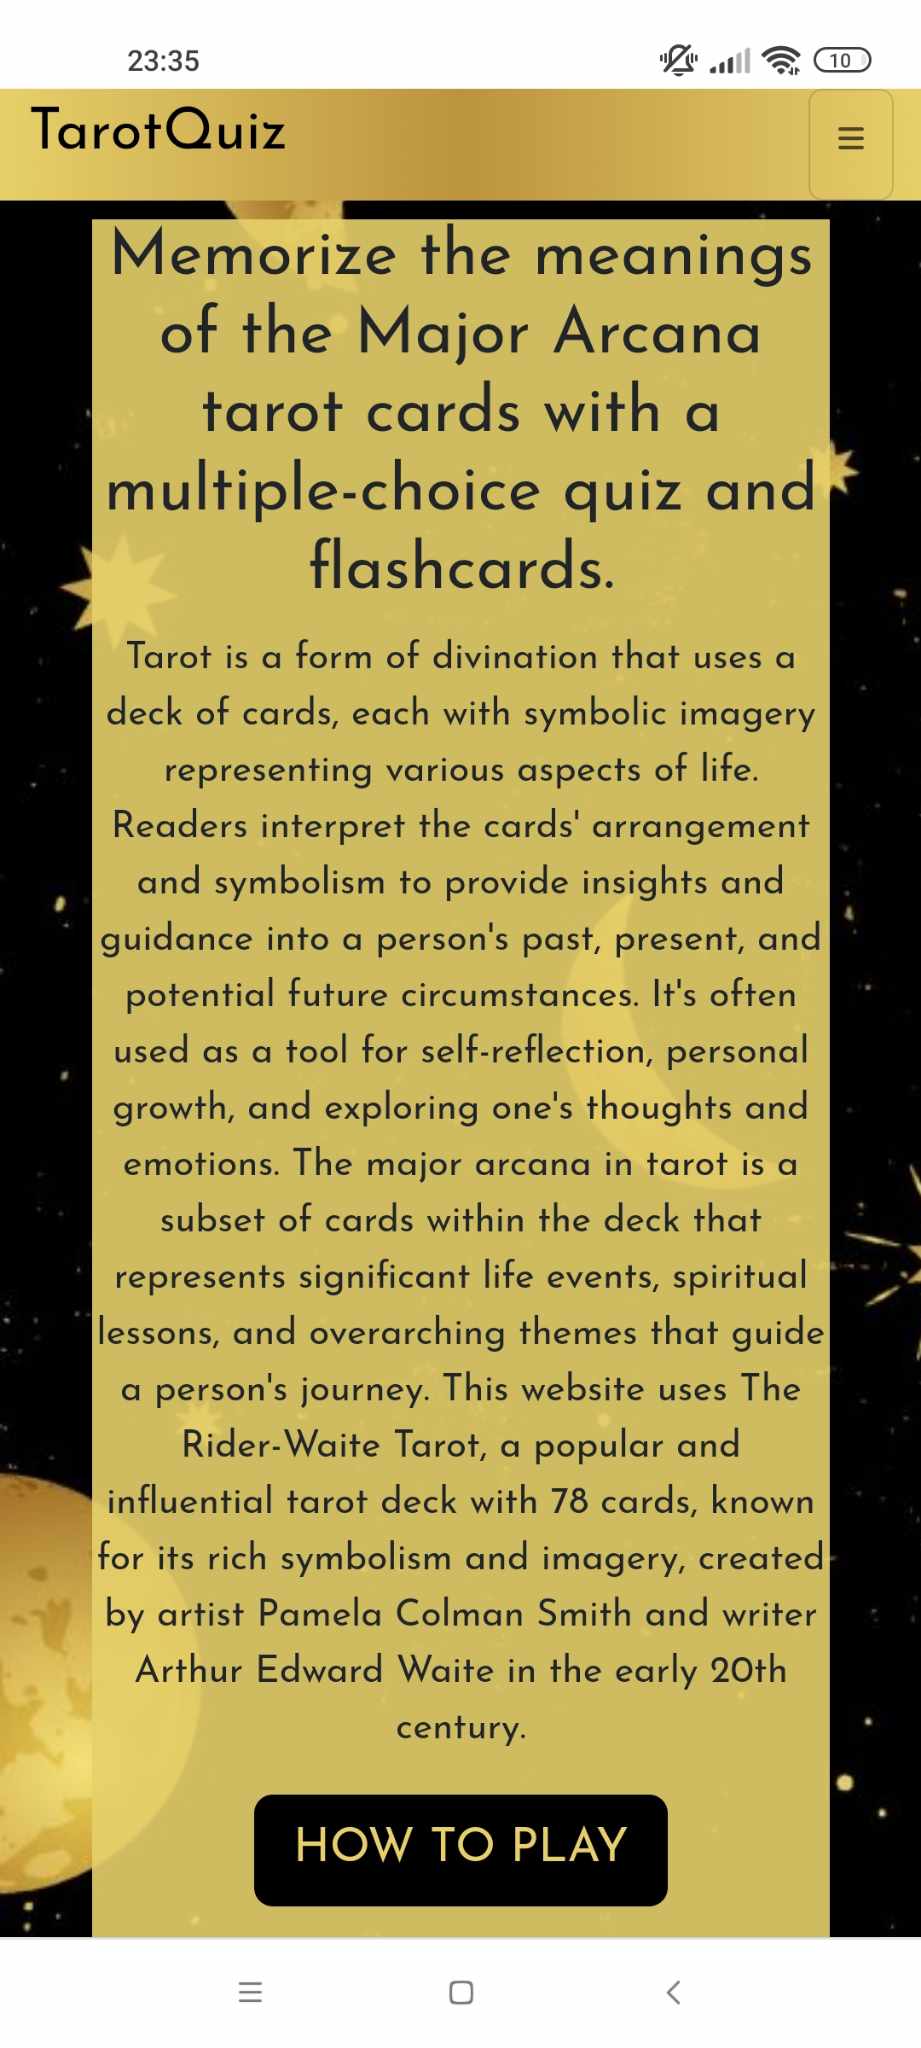 23:35
10
TarotQuiz
Memorize the meanings
of the Major Arcana
tarot cards with a
multiple-choice quiz and
flashcards.
Tarot is a form of divination that uses a
deck of cards, each with symbolic imagery
representing various aspects of life.
Readers interpret the cards' arrangement
and symbolism to provide insights and
guidance into a person's past, present, and
potential future circumstances. It's often
used as a tool for self-reflection, personal
growth, and exploring one's thoughts and
emotions. The major arcana in tarot is a
subset of cards within the deck that
represents significant life events, spiritual
lessons, and overarching themes that guide
a person's journey. This website uses The
Rider-Waite Tarot, a popular and
influential tarot deck with 78 cards, known
for its rich symbolism and imagery, created
by artist Pamela Colman Smith and writer
Arthur Edward Waite in the early 20th
century.
HOW TO PLAY